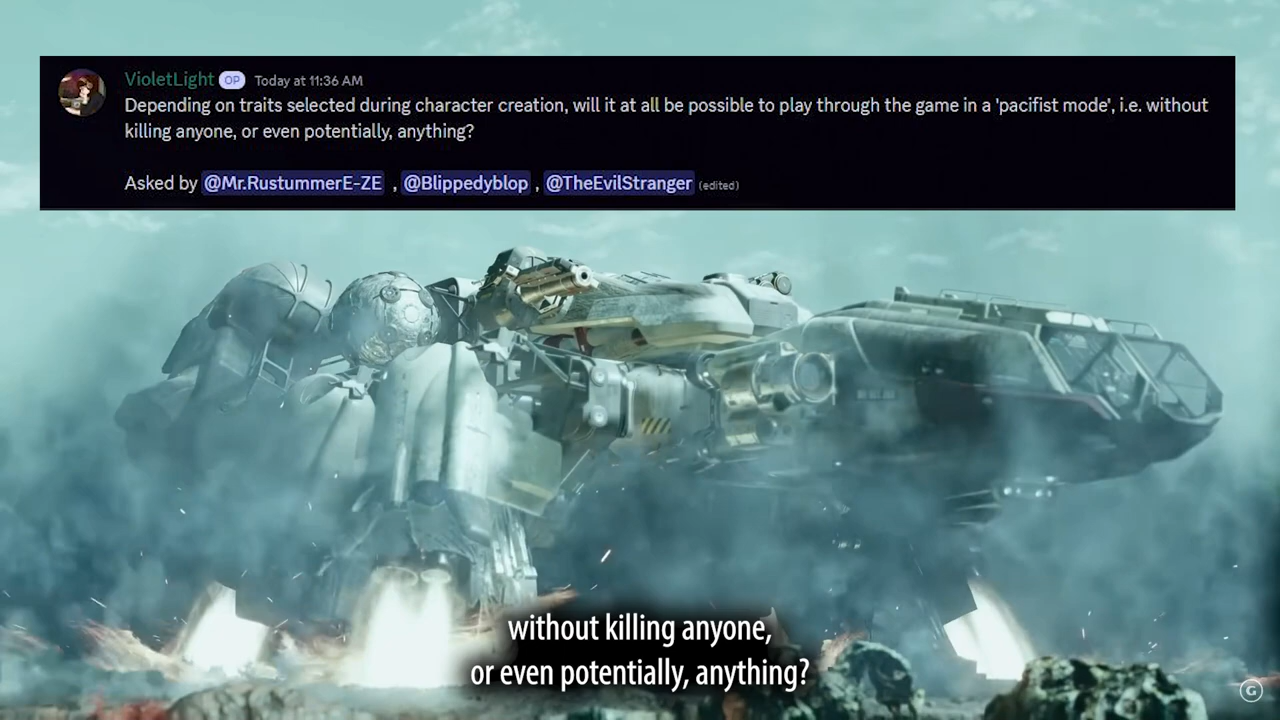 VioletLight OP Today at 11:36 AM
Depending on traits selected during character creation, will it at all be possible to play through the game in a 'pacifist mode', i.e. without
killing anyone, or even potentially, anything?
Asked by @Mr.RustummerE-ZE , @Blippedyblop , @TheEvilStranger (edited)
without killing anyone,
or even potentially, anything?
G